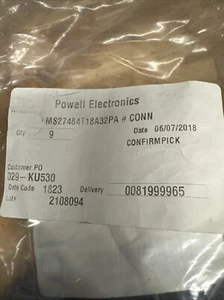 Powell Electronics
MS27484T18A32PA # CONN
Qty 9 Date 06/07/2018
CONFIRMPICK
Customer PO
029-KU530
Date Code 1823 Delivery 0081999965
Lot# 2108094